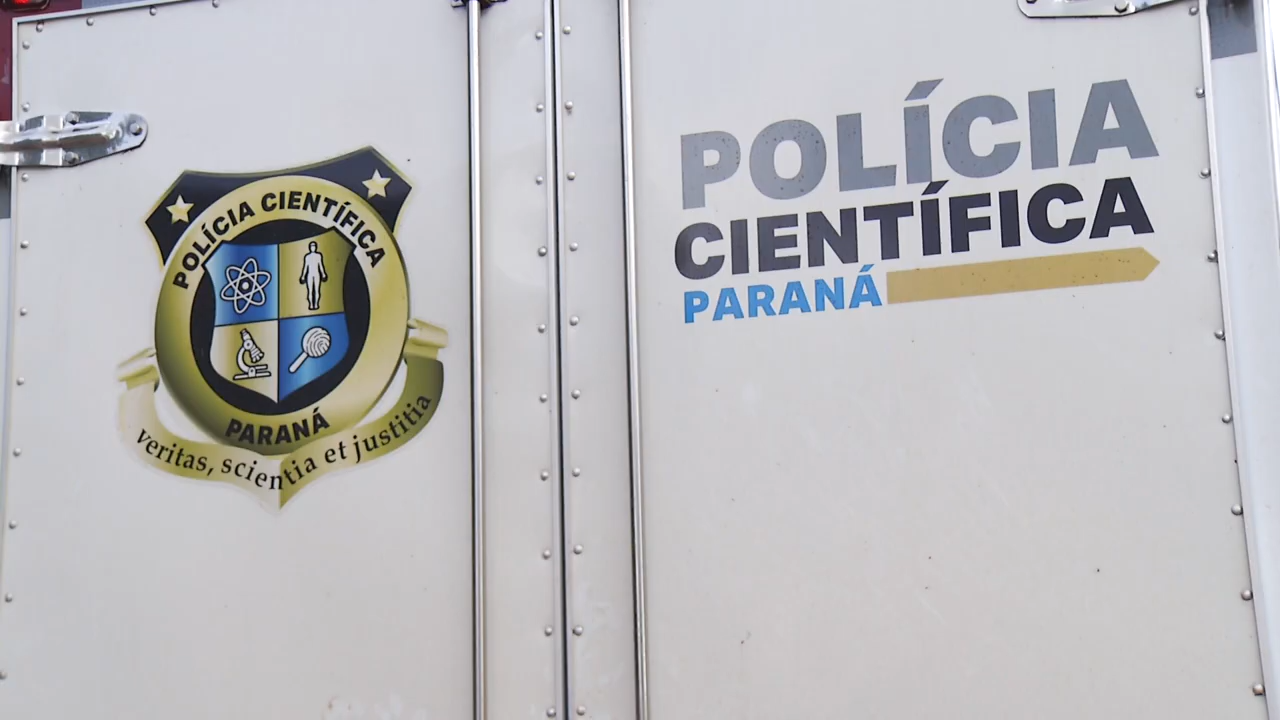 POLÍCIA CIENTÍFICA
PARANÁ
veritas, scientia et justitia
POLÍCIA
CIENTÍFICA
PARANÁ